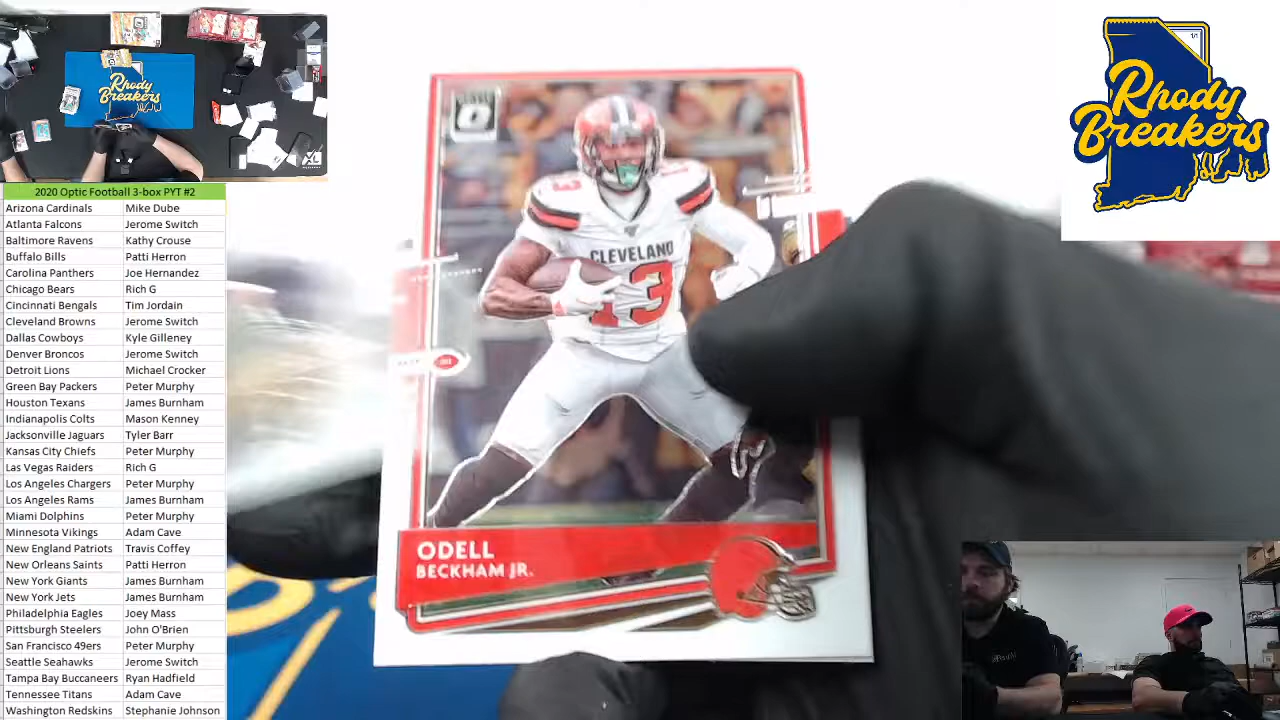 Rhody
Breakers
XL
2020 Optic Football 3-box PYT #2
Arizona Cardinals Mike Dube
Atlanta Falcons Jerome Switch
Baltimore Ravens Kathy Crouse
Buffalo Bills Patti Herron
Carolina Panthers Joe Hernandez
Chicago Bears Rich G
Cincinnati Bengals Tim Jordain
Cleveland Browns Jerome Switch
Dallas Cowboys Kyle Gilleney
Denver Broncos Jerome Switch
Detroit Lions Michael Crocker
Green Bay Packers Peter Murphy
Houston Texans James Burnham
Indianapolis Colts Mason Kenney
Jacksonville Jaguars Tyler Barr
Kansas City Chiefs Peter Murphy
Las Vegas Raiders Rich G
Los Angeles Chargers Peter Murphy
Los Angeles Rams James Burnham
Miami Dolphins Peter Murphy
Minnesota Vikings Adam Cave
New England Patriots Travis Coffey
New Orleans Saints Patti Herron
New York Giants James Burnham
New York Jets James Burnham
Philadelphia Eagles Joey Mass
Pittsburgh Steelers John O'Brien
San Francisco 49ers Peter Murphy
Seattle Seahawks Jerome Switch
Tampa Bay Buccaneers Ryan Hadfield
Tennessee Titans Adam Cave
Washington Redskins Stephanie Johnson
13
CLEVELAND
13
ODELL
BECKHAM JR.
1/1
Rhody
Breakers